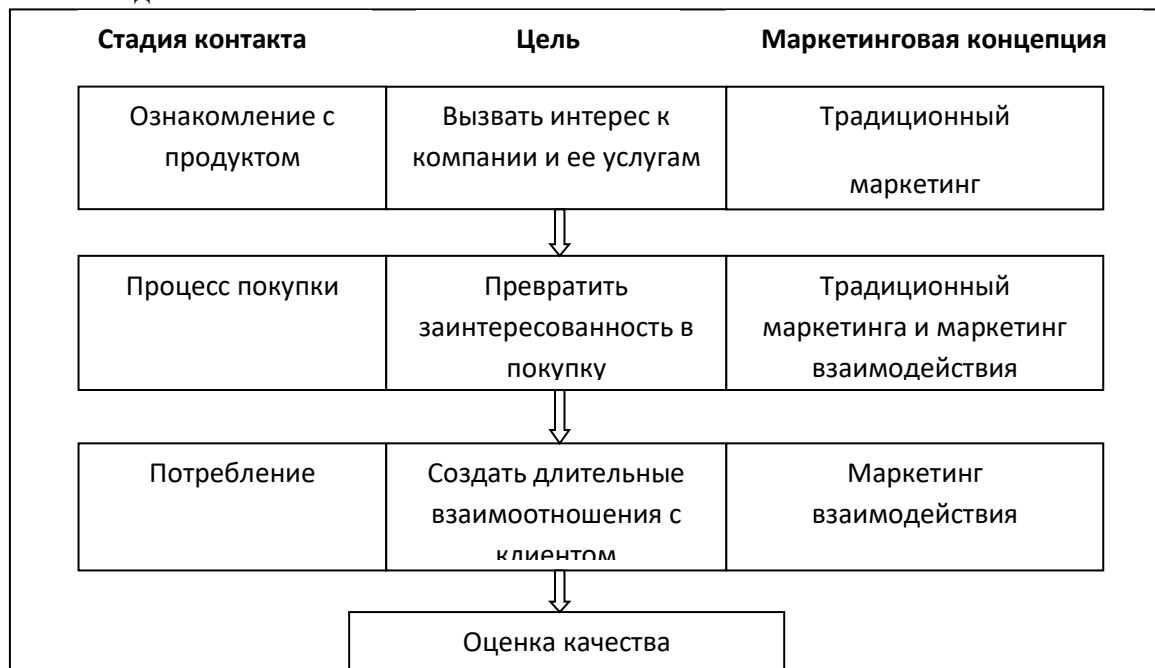 Стадия контакта
Цель
Маркетинговая концепция
Ознакомление с
продуктом
Вызвать интерес к
компании и ее услугам
Традиционный
маркетинг
Процесс покупки
Превратить
заинтересованность в
покупку
Традиционный
маркетинга и маркетинг
взаимодействия
Потребление
Создать длительные
взаимоотношения с
клиентом
Маркетинг
взаимодействия
Оценка качества